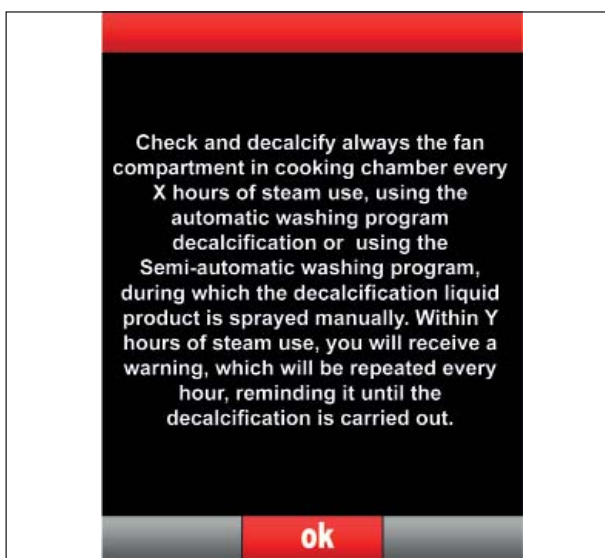 Check and decalcify always the fan
compartment in cooking chamber every
X hours of steam use, using the
automatic washing program
decalcification or using the
Semi-automatic washing program,
during which the decalcification liquid
product is sprayed manually. Within Y
hours of steam use, you will receive a
warning, which will be repeated every
hour, reminding it until the
decalcification is carried out.
ok